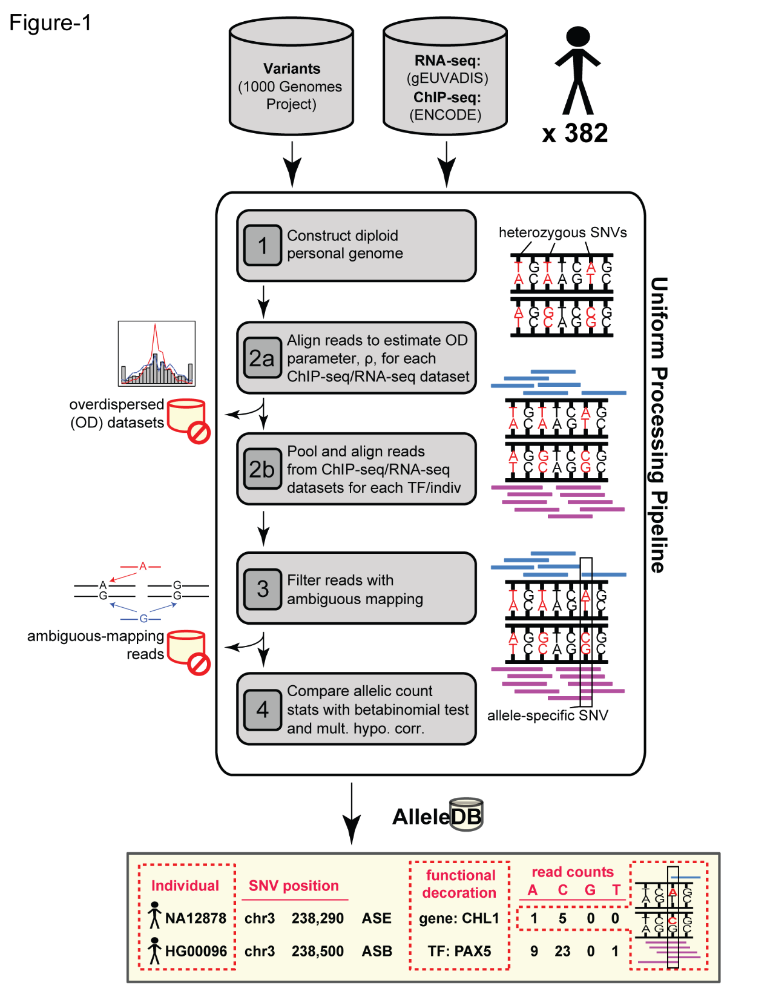 Figure-1
Variants
(1000 Genomes
Project)
RNA-seq:
(gEUVADIS)
ChIP-seq:
(ENCODE)
x 382
Uniform Processing Pipeline
1
Construct diploid
personal genome
heterozygous SNVs
T G T T C A G
A C A A G T C
A G G T C C G
T C C A G G C
2a
Align reads to estimate OD
parameter, ρ, for each
ChIP-seq/RNA-seq dataset
overdispersed
(OD) datasets
2b
Pool and align reads
from ChIP-seq/RNA-seq
datasets for each TF/indiv
T G T T C A G
A C A A G T C
A G G T C C G
T C C A G G C
3
Filter reads with
ambiguous mapping
A
A G
G G
G
ambiguous-mapping
reads
T G T T C A G
A C A A G T C
A G G T C C G
T C C A G G C
allele-specific SNV
4
Compare allelic count
stats with betabinomial test
and mult. hypo. corr.
AlleleDB
Individual SNV position functional decoration read counts
A C G T
NA12878 chr3 238,290 ASE gene: CHL1 1 5 0 0
HG00096 chr3 238,500 ASB TF: PAX5 9 23 0 1
T C A G
A G T C
T C C G
A G G C